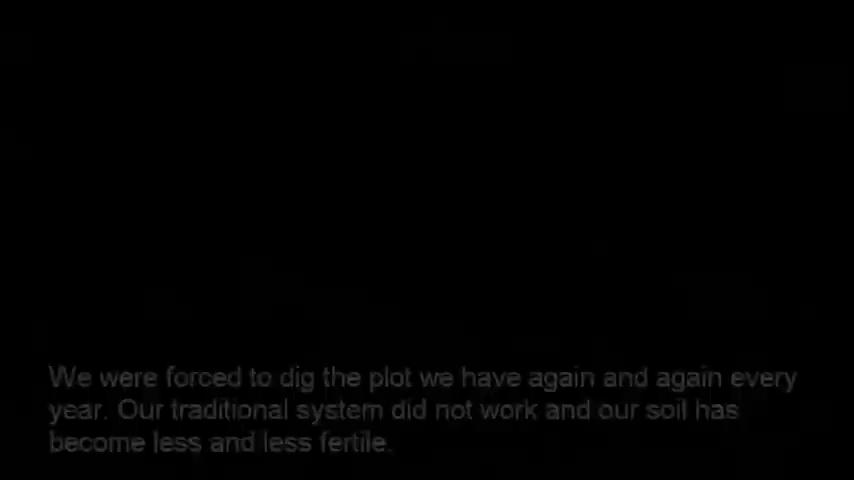 We were forced to dig the plot we have again and again every
year. Our traditional system did not work and our soil has
become less and less fertile.